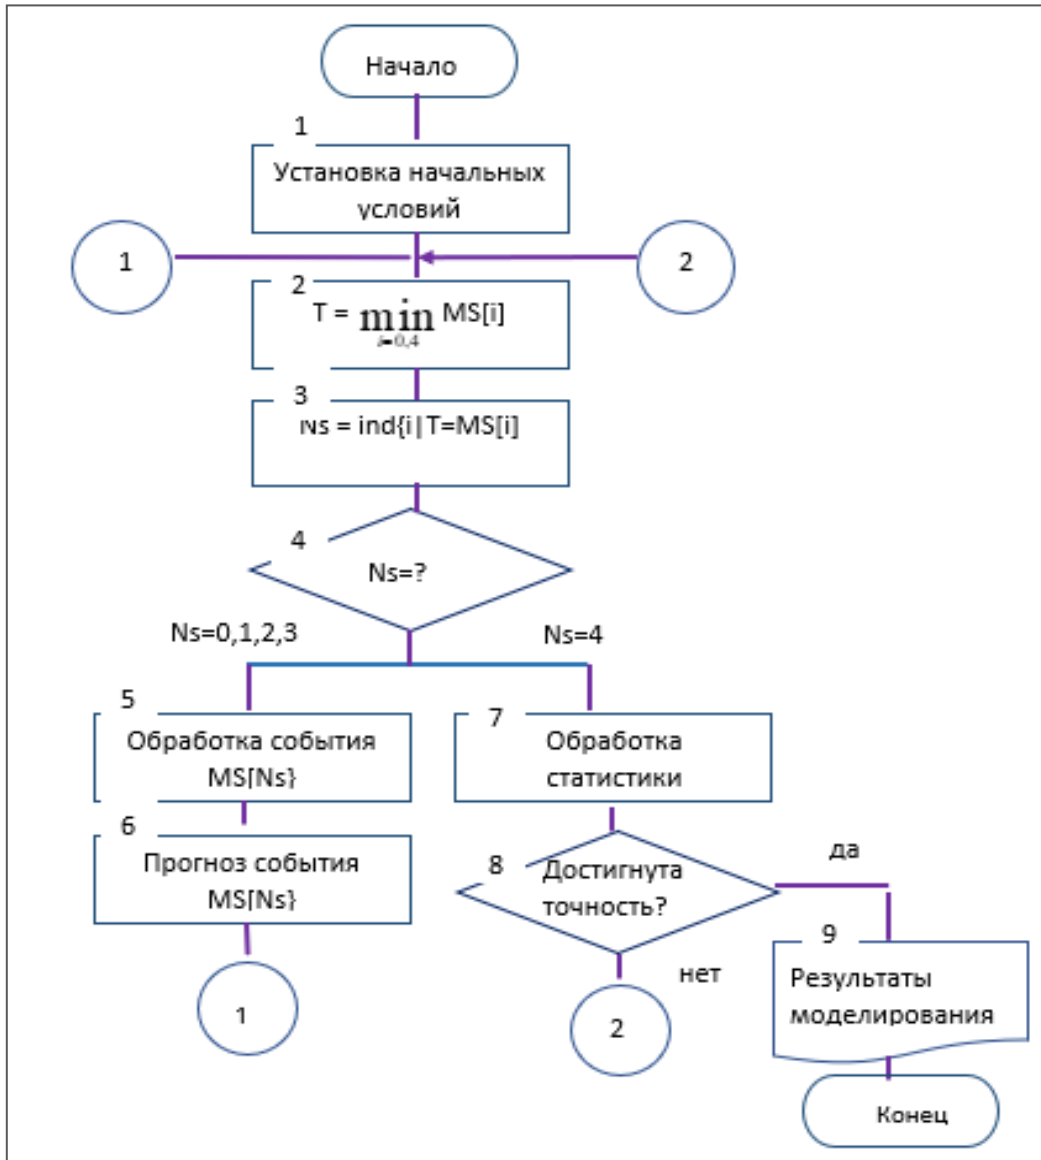 Начало
1
Установка начальных
условий
1
2
2
T = min MS[i]
i=0,4
3
Ns = ind{i|T=MS[i]
4
Ns=?
Ns=0,1,2,3
Ns=4
5
Обработка события
MS[Ns}
7
Обработка
статистики
6
Прогноз события
MS[Ns}
8
Достигнута
точность?
да
нет
9
Результаты
моделирования
1
2
Конец